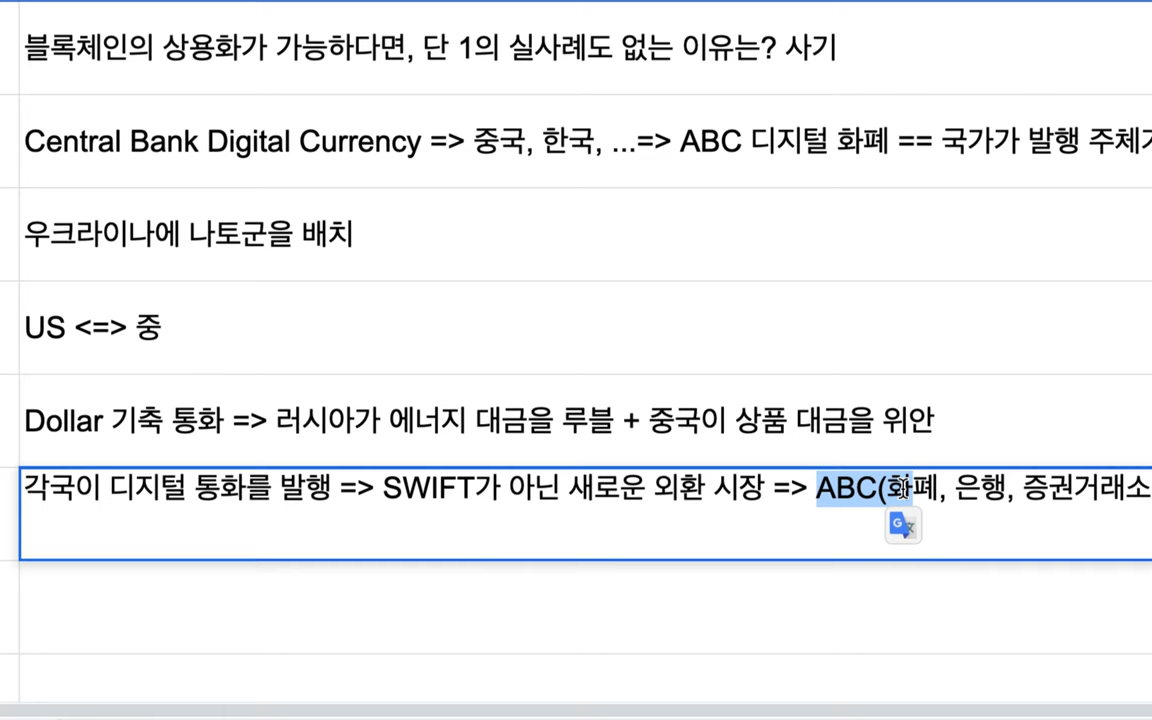 블록체인의 상용화가 가능하다면, 단 1의 실사례도 없는 이유는? 사기
Central Bank Digital Currency => 중국, 한국, ...=> ABC 디지털 화폐 == 국가가 발행 주체가
우크라이나에 나토군을 배치
US <=> 중
Dollar 기축 통화 => 러시아가 에너지 대금을 루블 + 중국이 상품 대금을 위안
각국이 디지털 통화를 발행 => SWIFT가 아닌 새로운 외환 시장 => ABC(화폐, 은행, 증권거래소